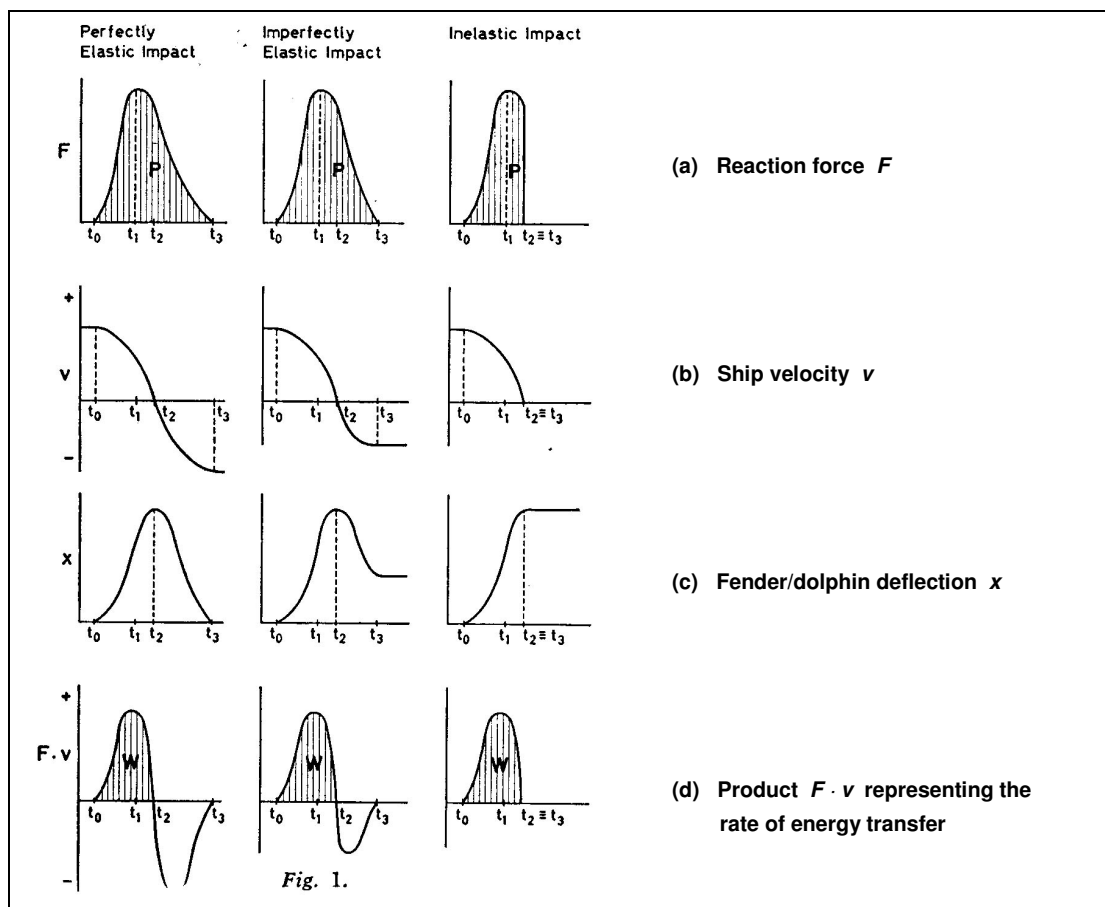 Perfectly
Elastic Impact
Imperfectly
Elastic Impact
Inelastic Impact
F
P
t0 t1 t2 t3
P
t0 t1 t2 t3
P
t0 t1 t2 ≡ t3
(a) Reaction force F
+
v
−
t0 t1 t2 t3
t0 t1 t2 t3
t0 t1 t2 ≡ t3
(b) Ship velocity v
x
t0 t1 t2 t3
t0 t1 t2 t3
t0 t1 t2 ≡ t3
(c) Fender/dolphin deflection x
+
F·v
−
W
t0 t1 t2 t3
W
t0 t1 t2 t3
W
t0 t1 t2 ≡ t3
(d) Product F · v representing the
rate of energy transfer
Fig. 1.